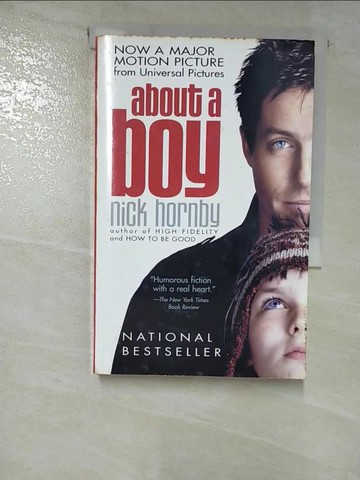 NOW A MAJOR
MOTION PICTURE
from Universal Pictures
about a
boy
nick hornby
author of HIGH FIDELITY
and HOW TO BE GOOD
"Humorous fiction
with a real heart."
—The New York Times
Book Review
NATIONAL
BESTSELLER